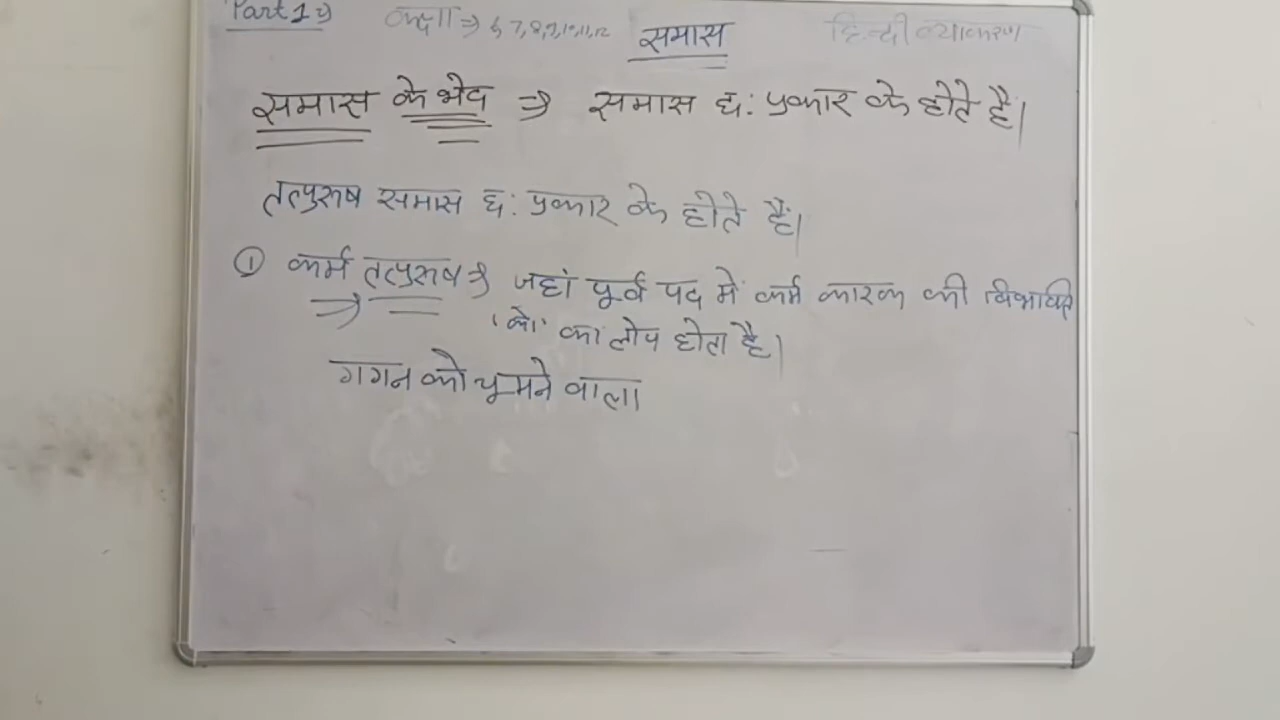 Part 1 कक्षा ⇒ 6,7,8,9,10,11,12 समास हिन्दी व्याकरण
समास के भेद ⇒ समास छ: प्रकार के होते है।
तत्पुरुष समास छ: प्रकार के होते हैं।
① कर्म तत्पुरुष ⇒ जहां पूर्व पद में कर्म कारक की विभक्ति
'को' का लोप होता है।
गगन को चूमने वाला